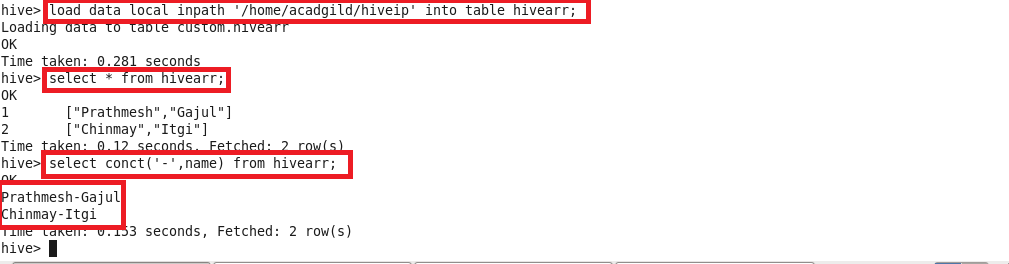 hive> load data local inpath '/home/acadgild/hiveip' into table hivearr;
Loading data to table custom.hivearr
OK
Time taken: 0.281 seconds
hive> select * from hivearr;
OK
1 ["Prathmesh","Gajul"]
2 ["Chinmay","Itgi"]
Time taken: 0.12 seconds, Fetched: 2 row(s)
hive> select conct('-',name) from hivearr;
OK
Prathmesh-Gajul
Chinmay-Itgi
Time taken: 0.153 seconds, Fetched: 2 row(s)
hive>